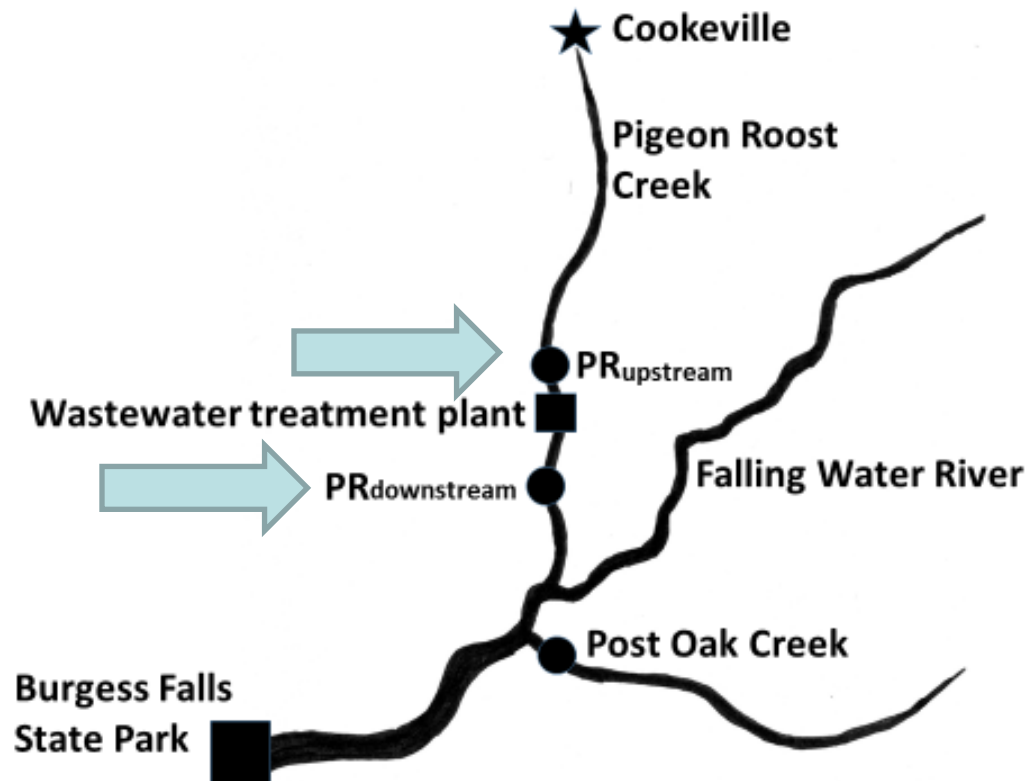 Cookeville
Pigeon Roost
Creek
PRupstream
Wastewater treatment plant
Falling Water River
PRdownstream
Post Oak Creek
Burgess Falls
State Park